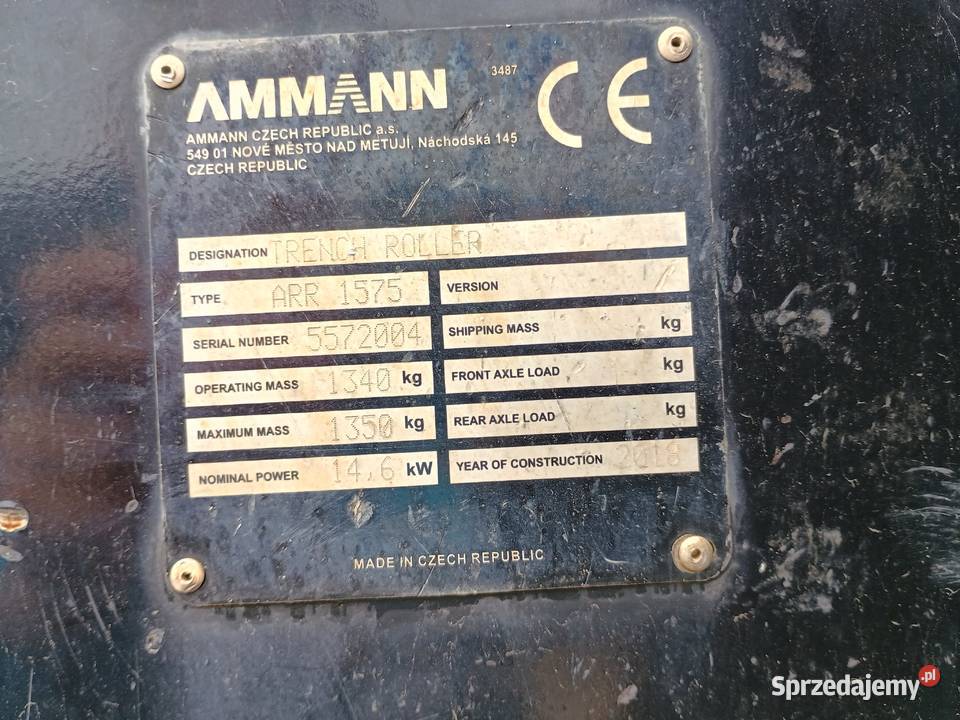 AMMANN
3487
CE
AMMANN CZECH REPUBLIC a.s.
549 01 NOVÉ MĚSTO NAD METUJÍ, Náchodská 145
CZECH REPUBLIC
DESIGNATION TRENCH ROLLER
TYPE ARR 1575
VERSION
SERIAL NUMBER 5572004
SHIPPING MASS kg
OPERATING MASS 1340 kg
FRONT AXLE LOAD kg
MAXIMUM MASS 1350 kg
REAR AXLE LOAD kg
NOMINAL POWER 14,6 kW
YEAR OF CONSTRUCTION 2018
MADE IN CZECH REPUBLIC
Sprzedajemy.pl